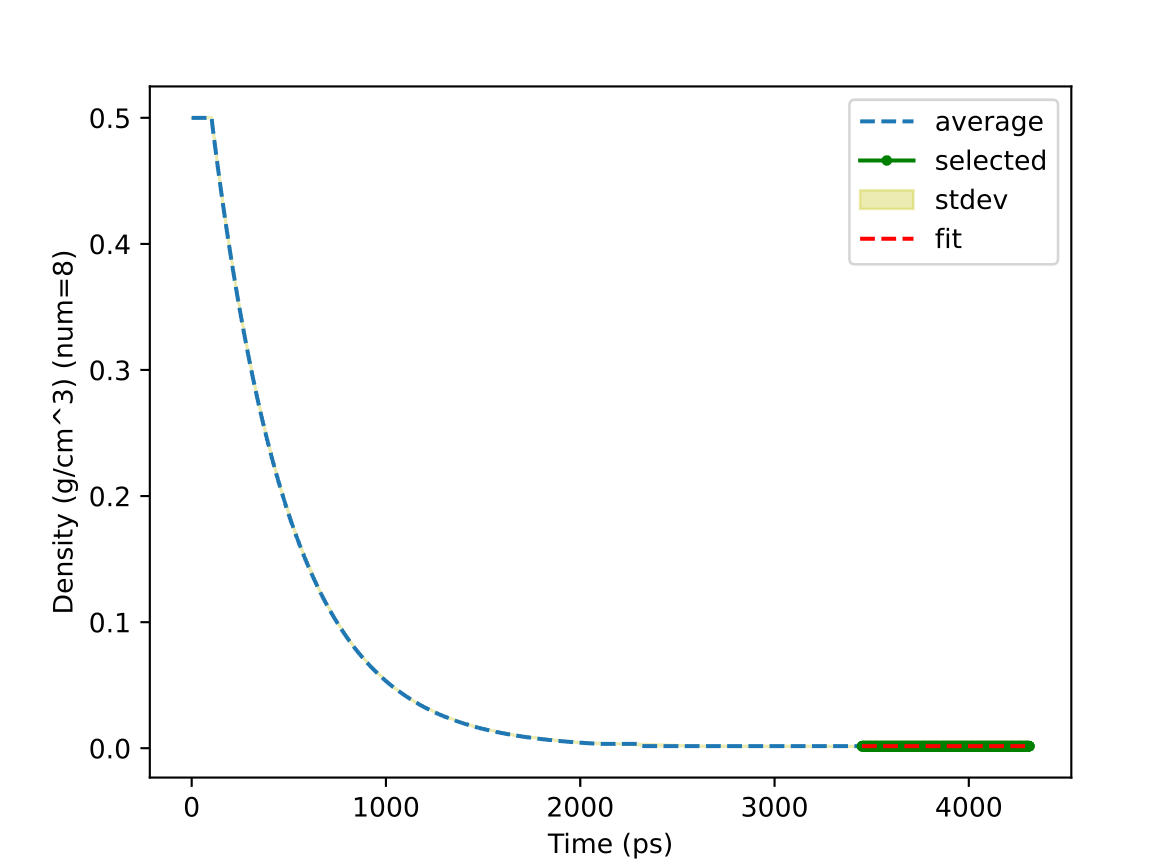 0.5
0.4
0.3
0.2
0.1
0.0
Density (g/cm^3) (num=8)
0 1000 2000 3000 4000
Time (ps)
average
selected
stdev
fit